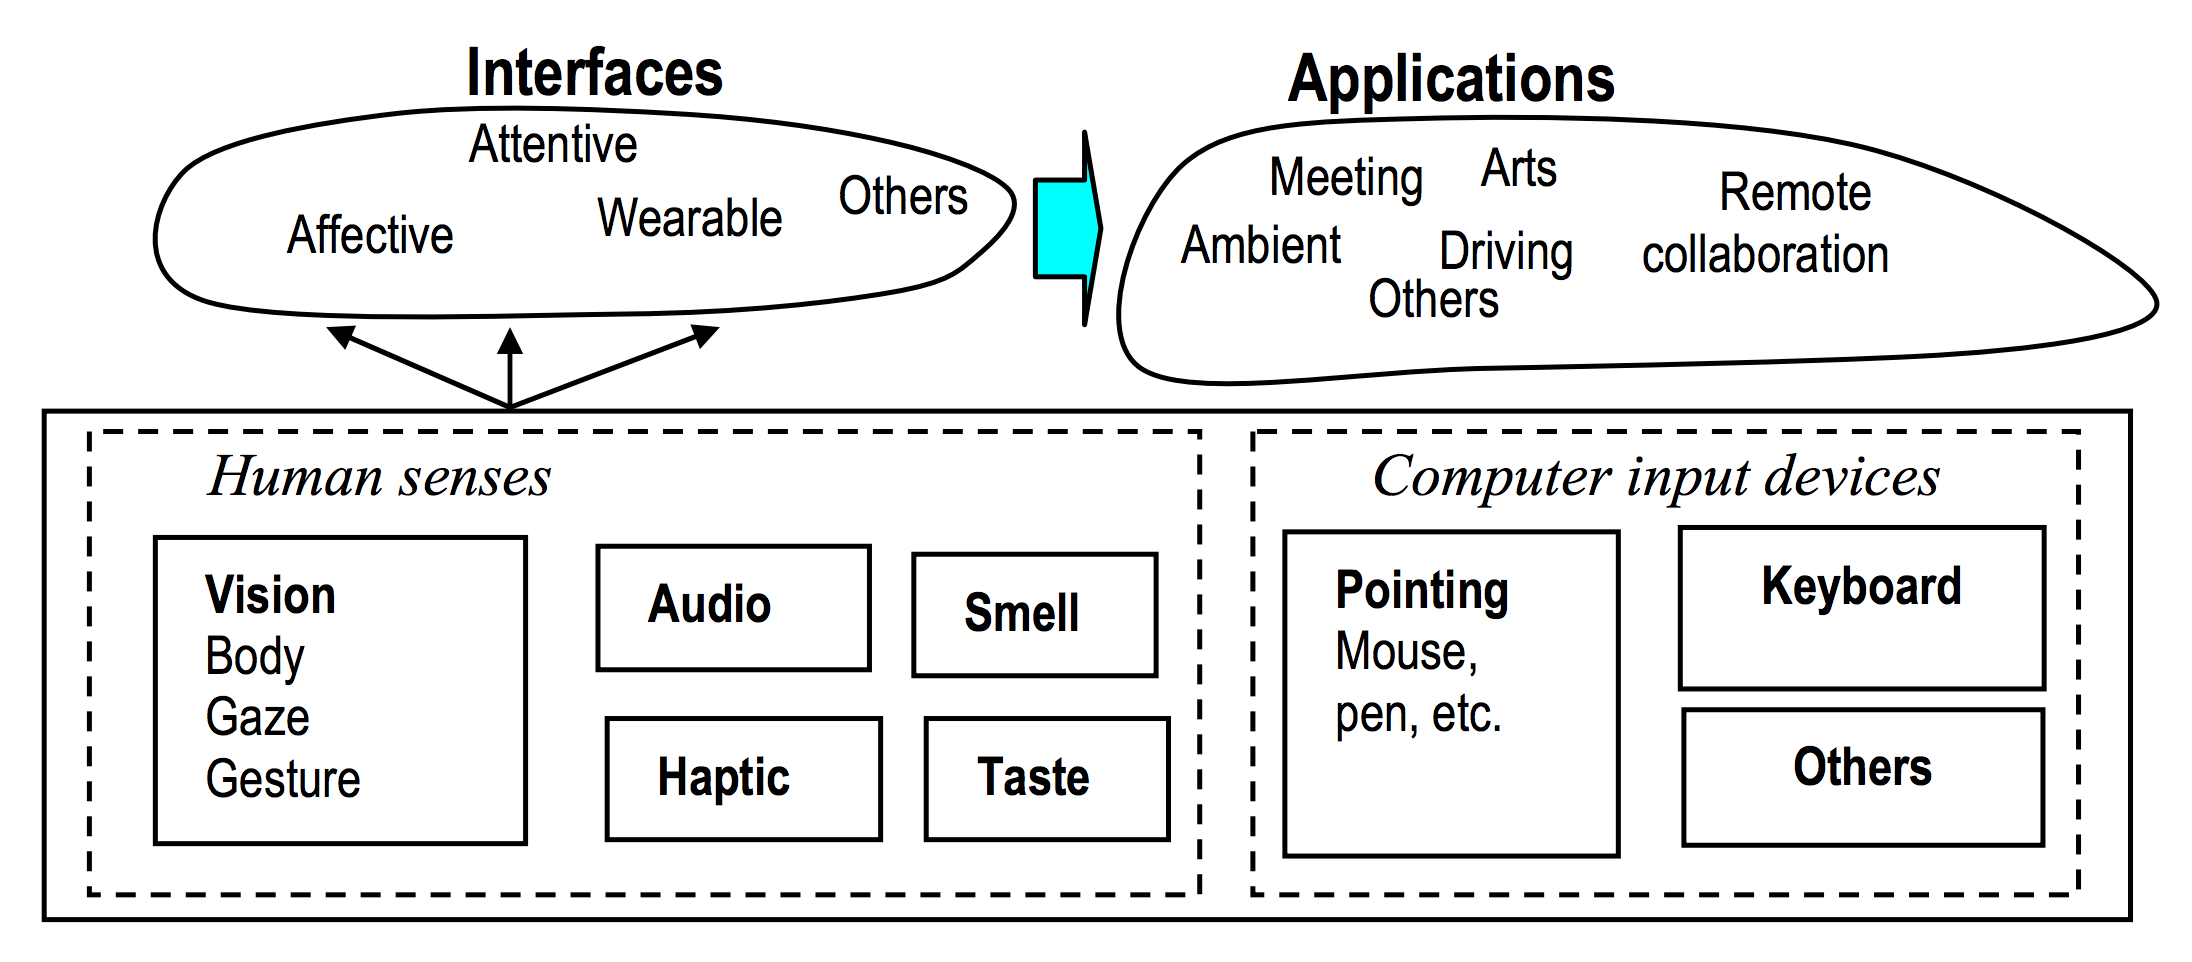 Interfaces
Attentive
Others
Wearable
Affective
Applications
Meeting
Arts
Remote
collaboration
Ambient
Driving
Others
Human senses
Vision
Body
Gaze
Gesture
Audio
Smell
Haptic
Taste
Computer input devices
Pointing
Mouse,
pen, etc.
Keyboard
Others